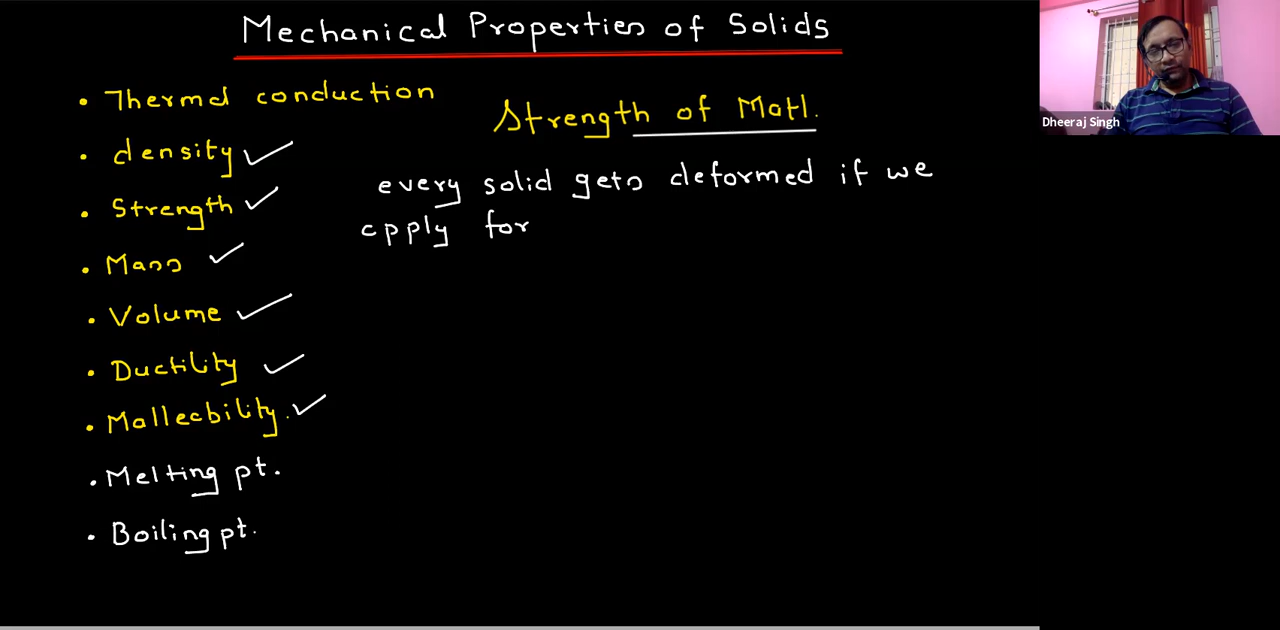 Mechanical Properties of Solids
• Thermal conduction
• density
• Strength
• Mass
• Volume
• Ductility
• Malleability.
• Melting pt.
• Boiling pt.
Strength of Matl.
every solid gets deformed if we
apply for
Dheeraj Singh